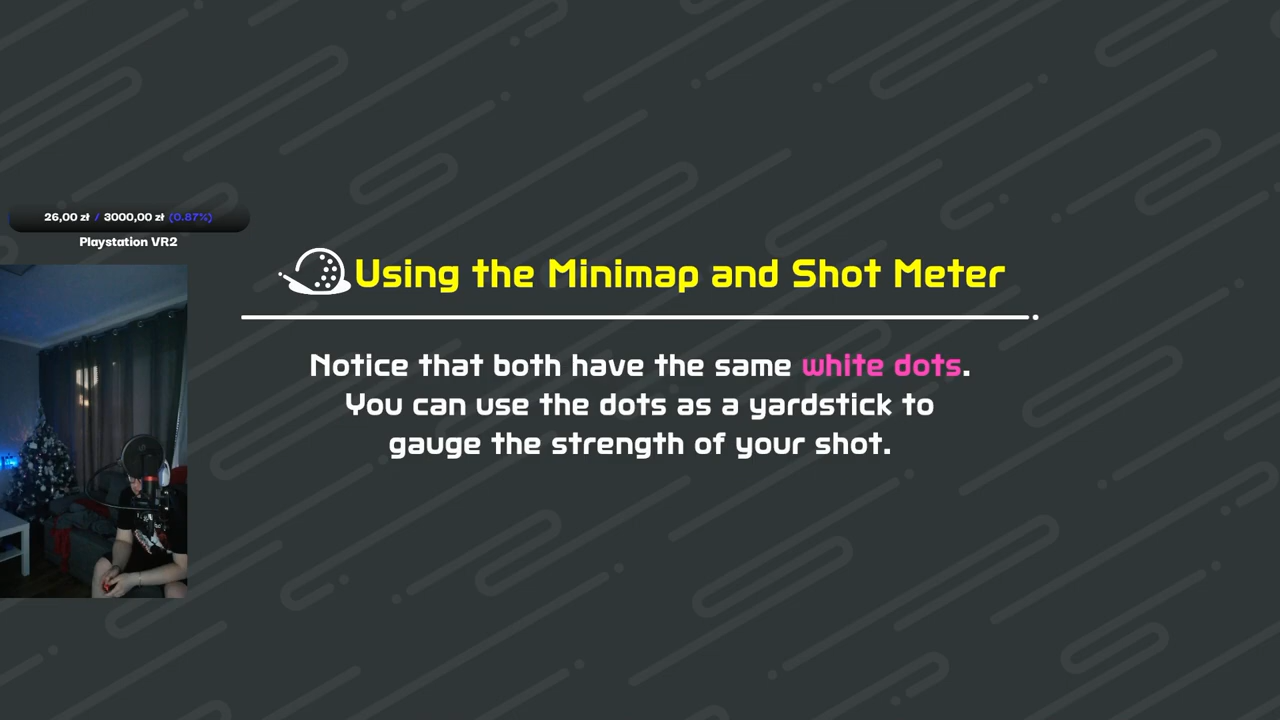 26,00 zł / 3000,00 zł (0.87%)
Playstation VR2
Using the Minimap and Shot Meter
Notice that both have the same white dots.
You can use the dots as a yardstick to
gauge the strength of your shot.